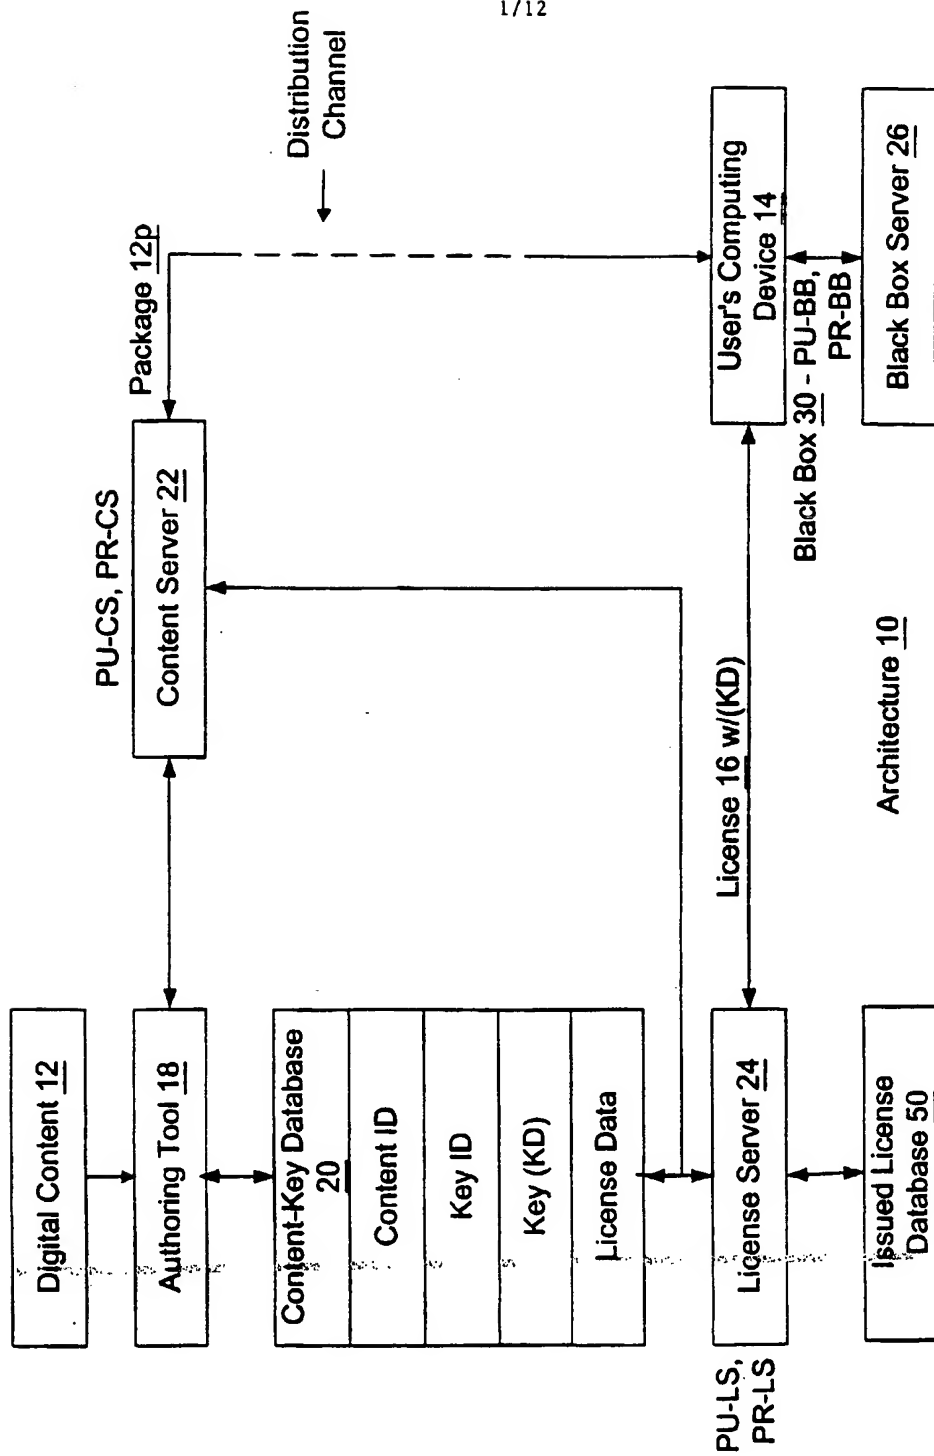 1/12
Digital Content 12
Authoring Tool 18
Content-Key Database
20
Content ID
Key ID
Key (KD)
License Data
PU-LS,
PR-LS
License Server 24
Issued License
Database 50
PU-CS, PR-CS
Content Server 22
Package 12p
Distribution
Channel
License 16 w/(KD)
User's Computing
Device 14
Black Box 30 - PU-BB,
PR-BB
Black Box Server 26
Architecture 10